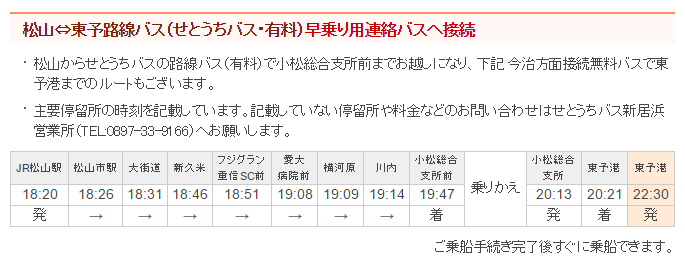 松山⇔東予路線バス(せとうちバス・有料)早乗り用連絡バスへ接続
・松山からせとうちバスの路線バス(有料)で小松総合支所前までお越しになり、下記 今治方面接続無料バスで東
予港までのルートもございます。
・主要停留所の時刻を記載しています。記載していない停留所や料金などのお問い合わせはせとうちバス新居浜
営業所(TEL:0897-33-9166)へお願いします。
JR松山駅 松山市駅 大街道 新久米 フジグラン重信SC前 愛大病院前 横河原 川内 小松総合支所前 乗りかえ 小松総合支所 東予港 東予港
18:20 18:26 18:31 18:46 18:51 19:08 19:09 19:14 19:47 20:13 20:21 22:30
発 → → → → → → → 着 発 着 発
ご乗船手続き完了後すぐに乗船できます。